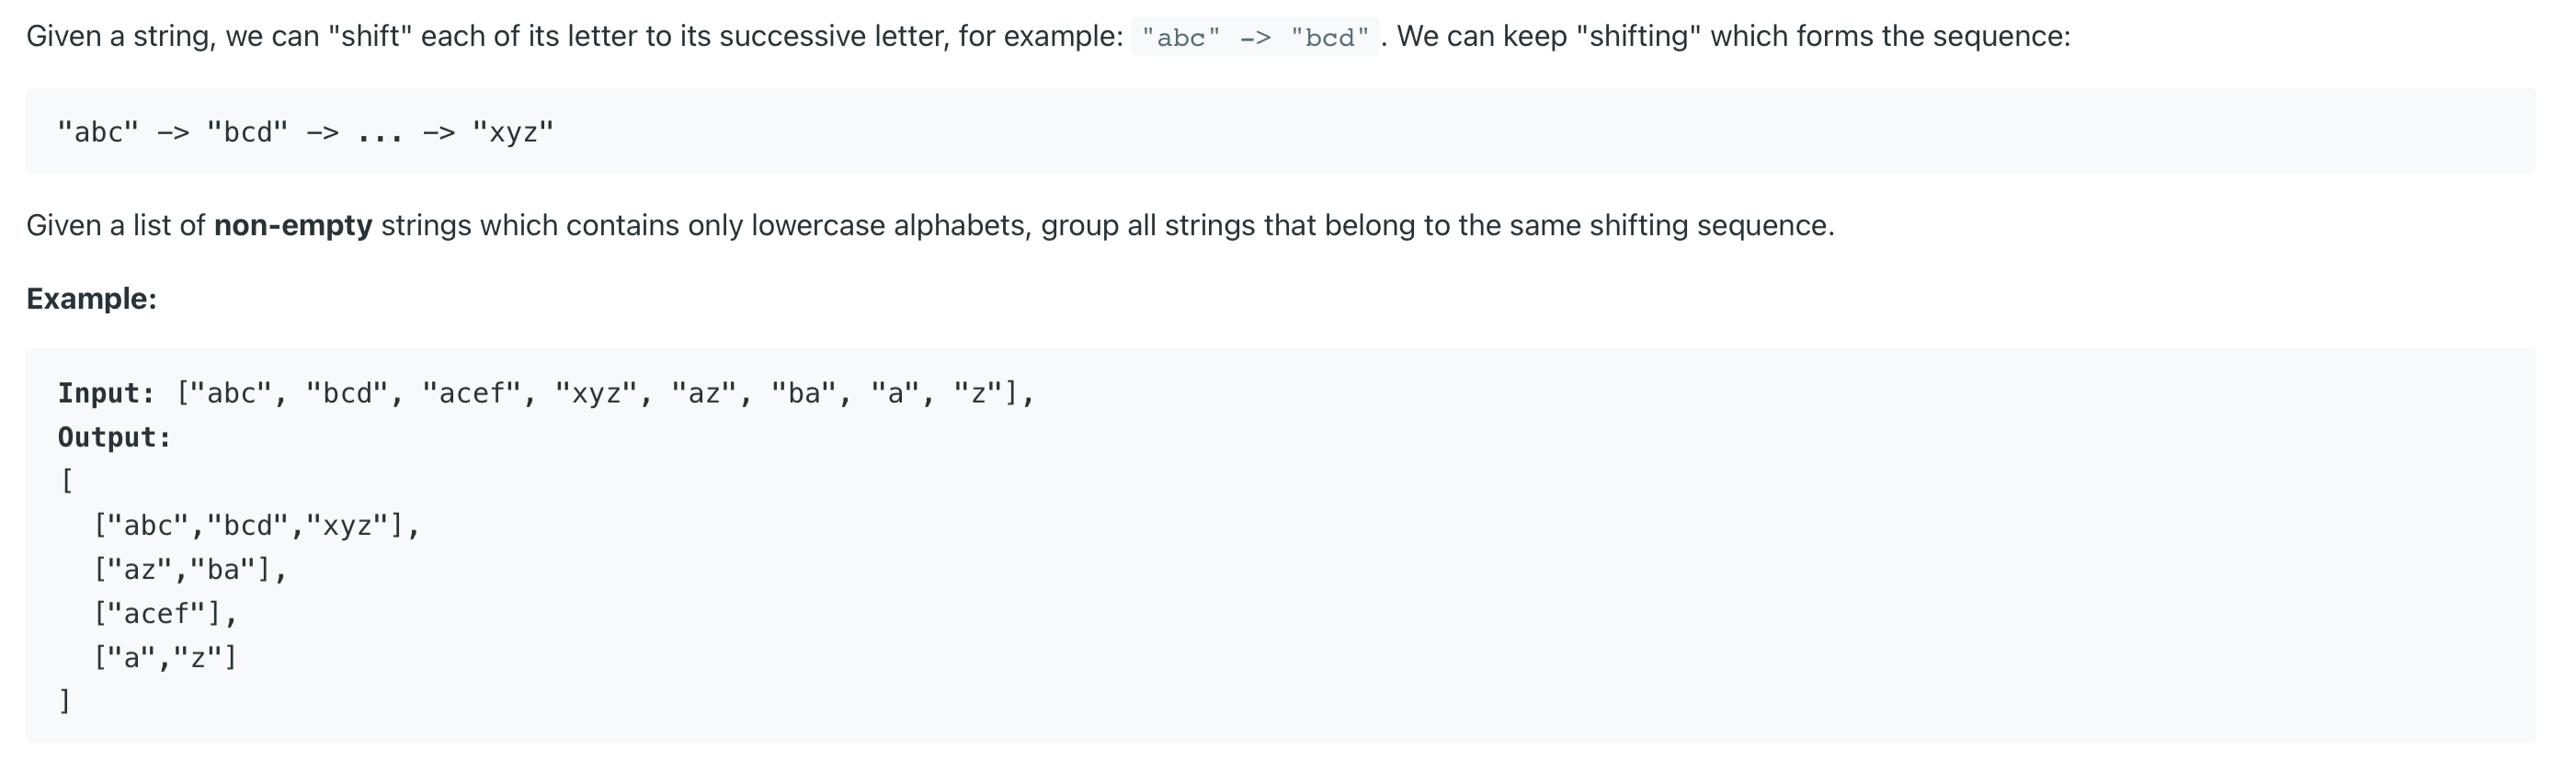 Given a string, we can "shift" each of its letter to its successive letter, for example: "abc" -> "bcd" . We can keep "shifting" which forms the sequence:
"abc" -> "bcd" -> ... -> "xyz"
Given a list of non-empty strings which contains only lowercase alphabets, group all strings that belong to the same shifting sequence.
Example:
Input: ["abc", "bcd", "acef", "xyz", "az", "ba", "a", "z"],
Output:
[
  ["abc","bcd","xyz"],
  ["az","ba"],
  ["acef"],
  ["a","z"]
]